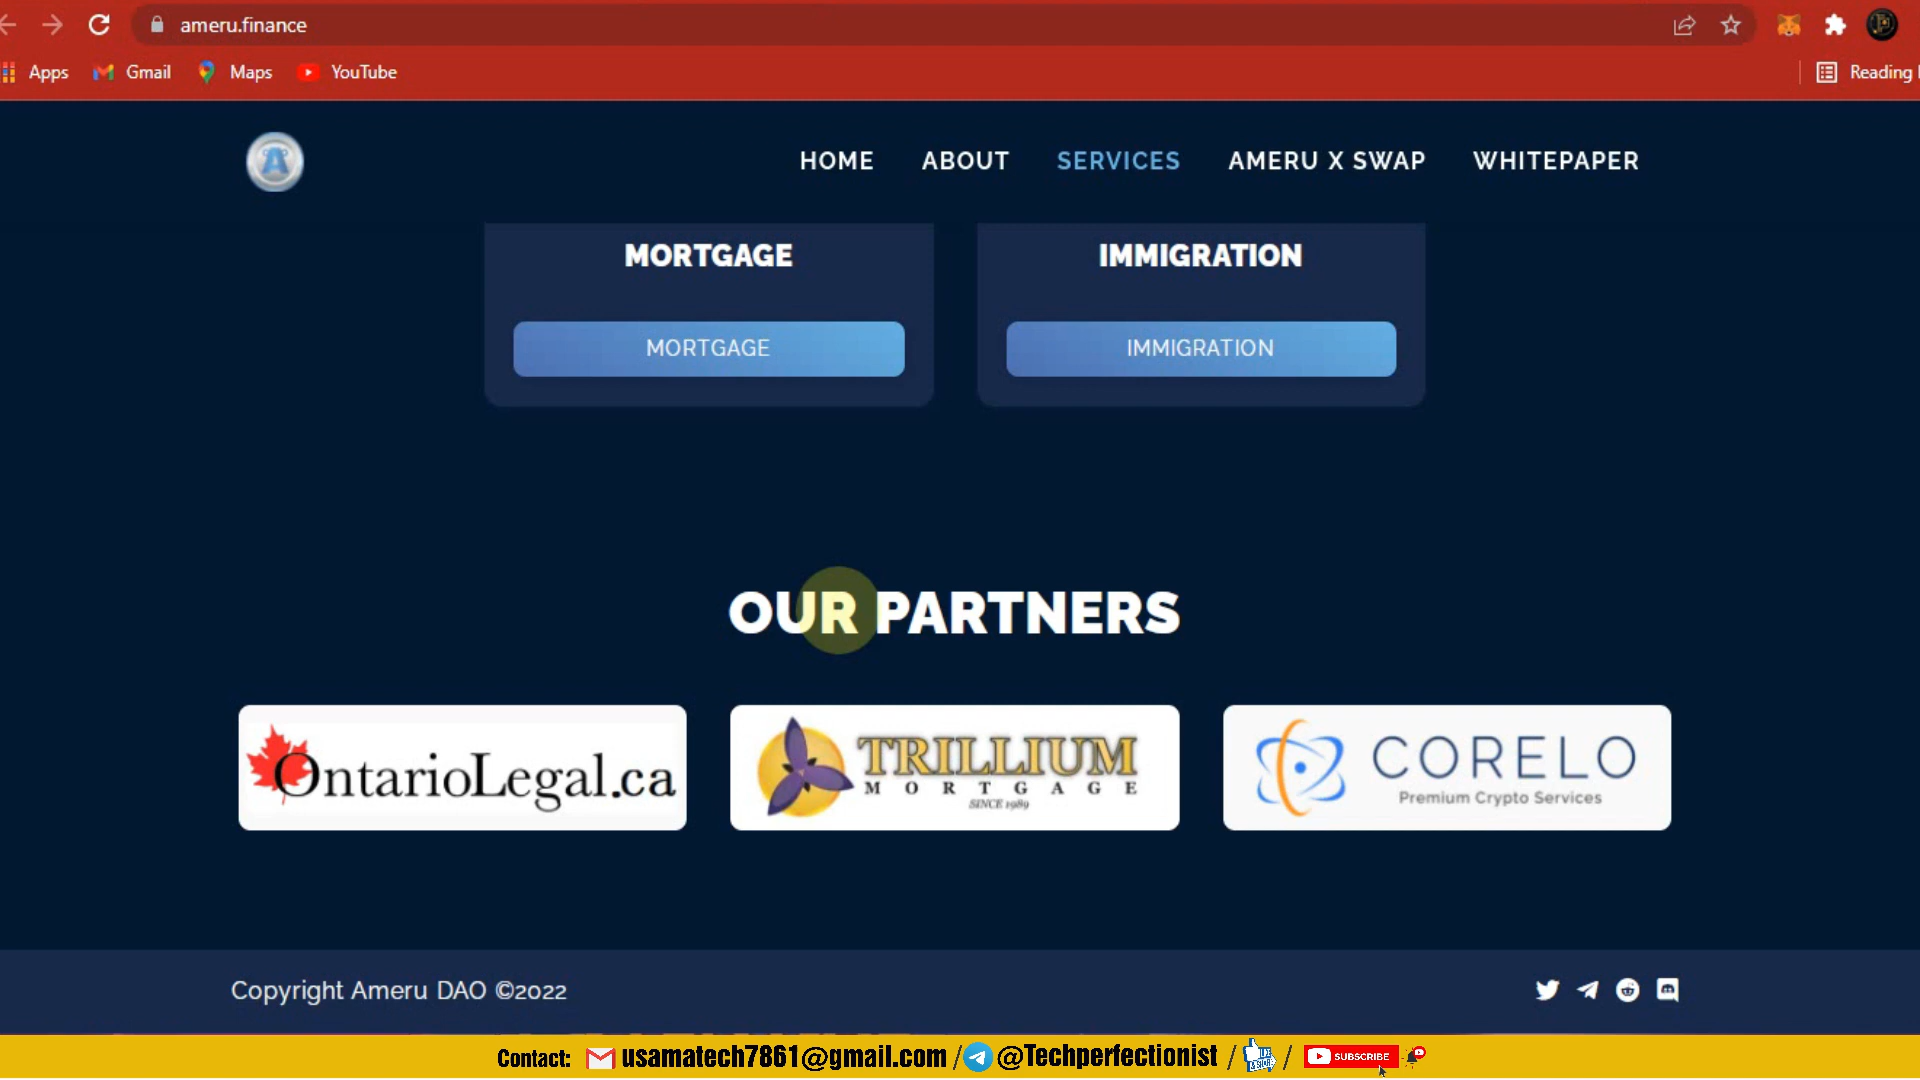 ameru.finance
Apps Gmail Maps YouTube Reading
HOME ABOUT SERVICES AMERU X SWAP WHITEPAPER
MORTGAGE IMMIGRATION
MORTGAGE IMMIGRATION
OUR PARTNERS
OntarioLegal.ca
TRILLIUM
MORTGAGE
SINCE 1989
CORELO
Premium Crypto Services
Copyright Ameru DAO ©2022
Contact: usamatech7861@gmail.com / @Techperfectionist / / SUBSCRIBE